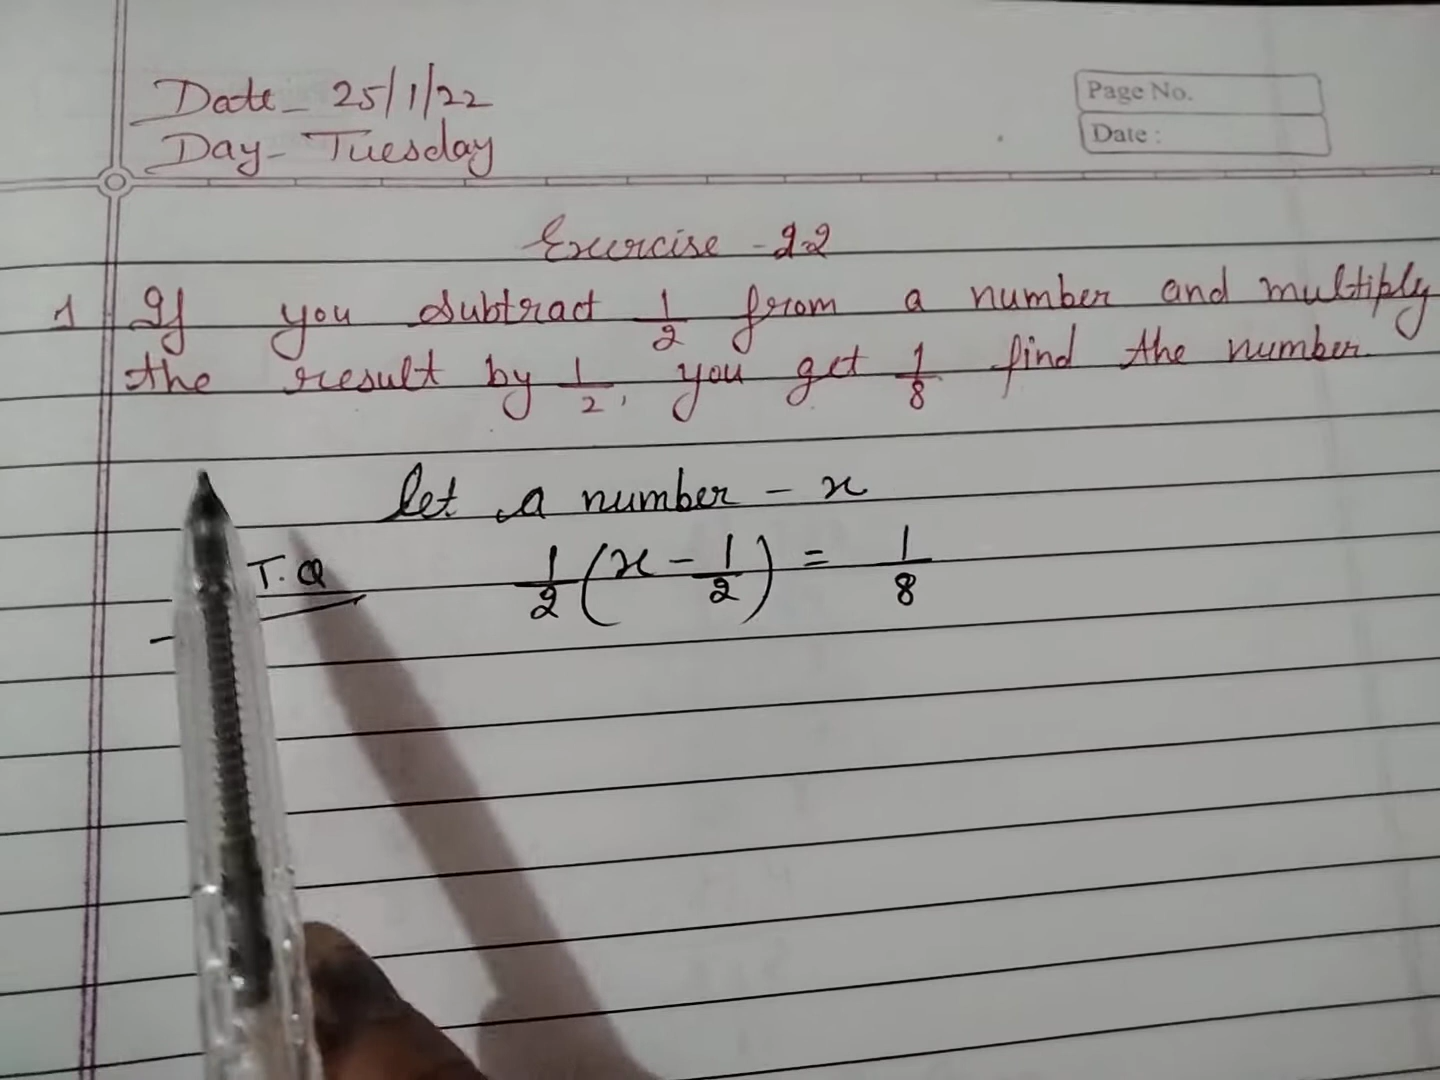 Date - 25/1/22
Day - Tuesday
Page No.
Date :
Exercise - 2.2
1 If you subtract 1/2 from a number and multiply
the result by 1/2, you get 1/8 find the number.
let a number - x
T.Q 1/2 (x - 1/2) = 1/8